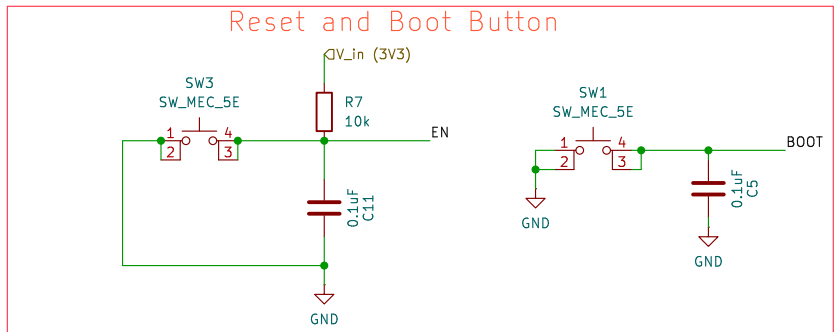 Reset and Boot Button
V_in (3V3)
SW3
SW_MEC_5E
1
2
4
3
R7
10k
EN
0.1uF
C11
GND
SW1
SW_MEC_5E
1
2
4
3
BOOT
GND
0.1uF
C5
GND